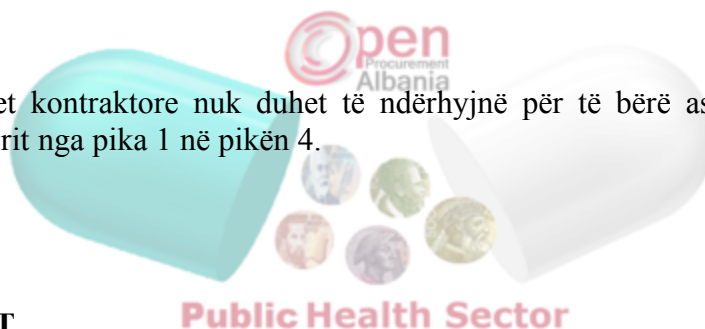 Open
Procurement
Albania
et kontraktore nuk duhet të ndërhyjnë për të bërë as
rit nga pika 1 në pikën 4.
T
Public Health Sector